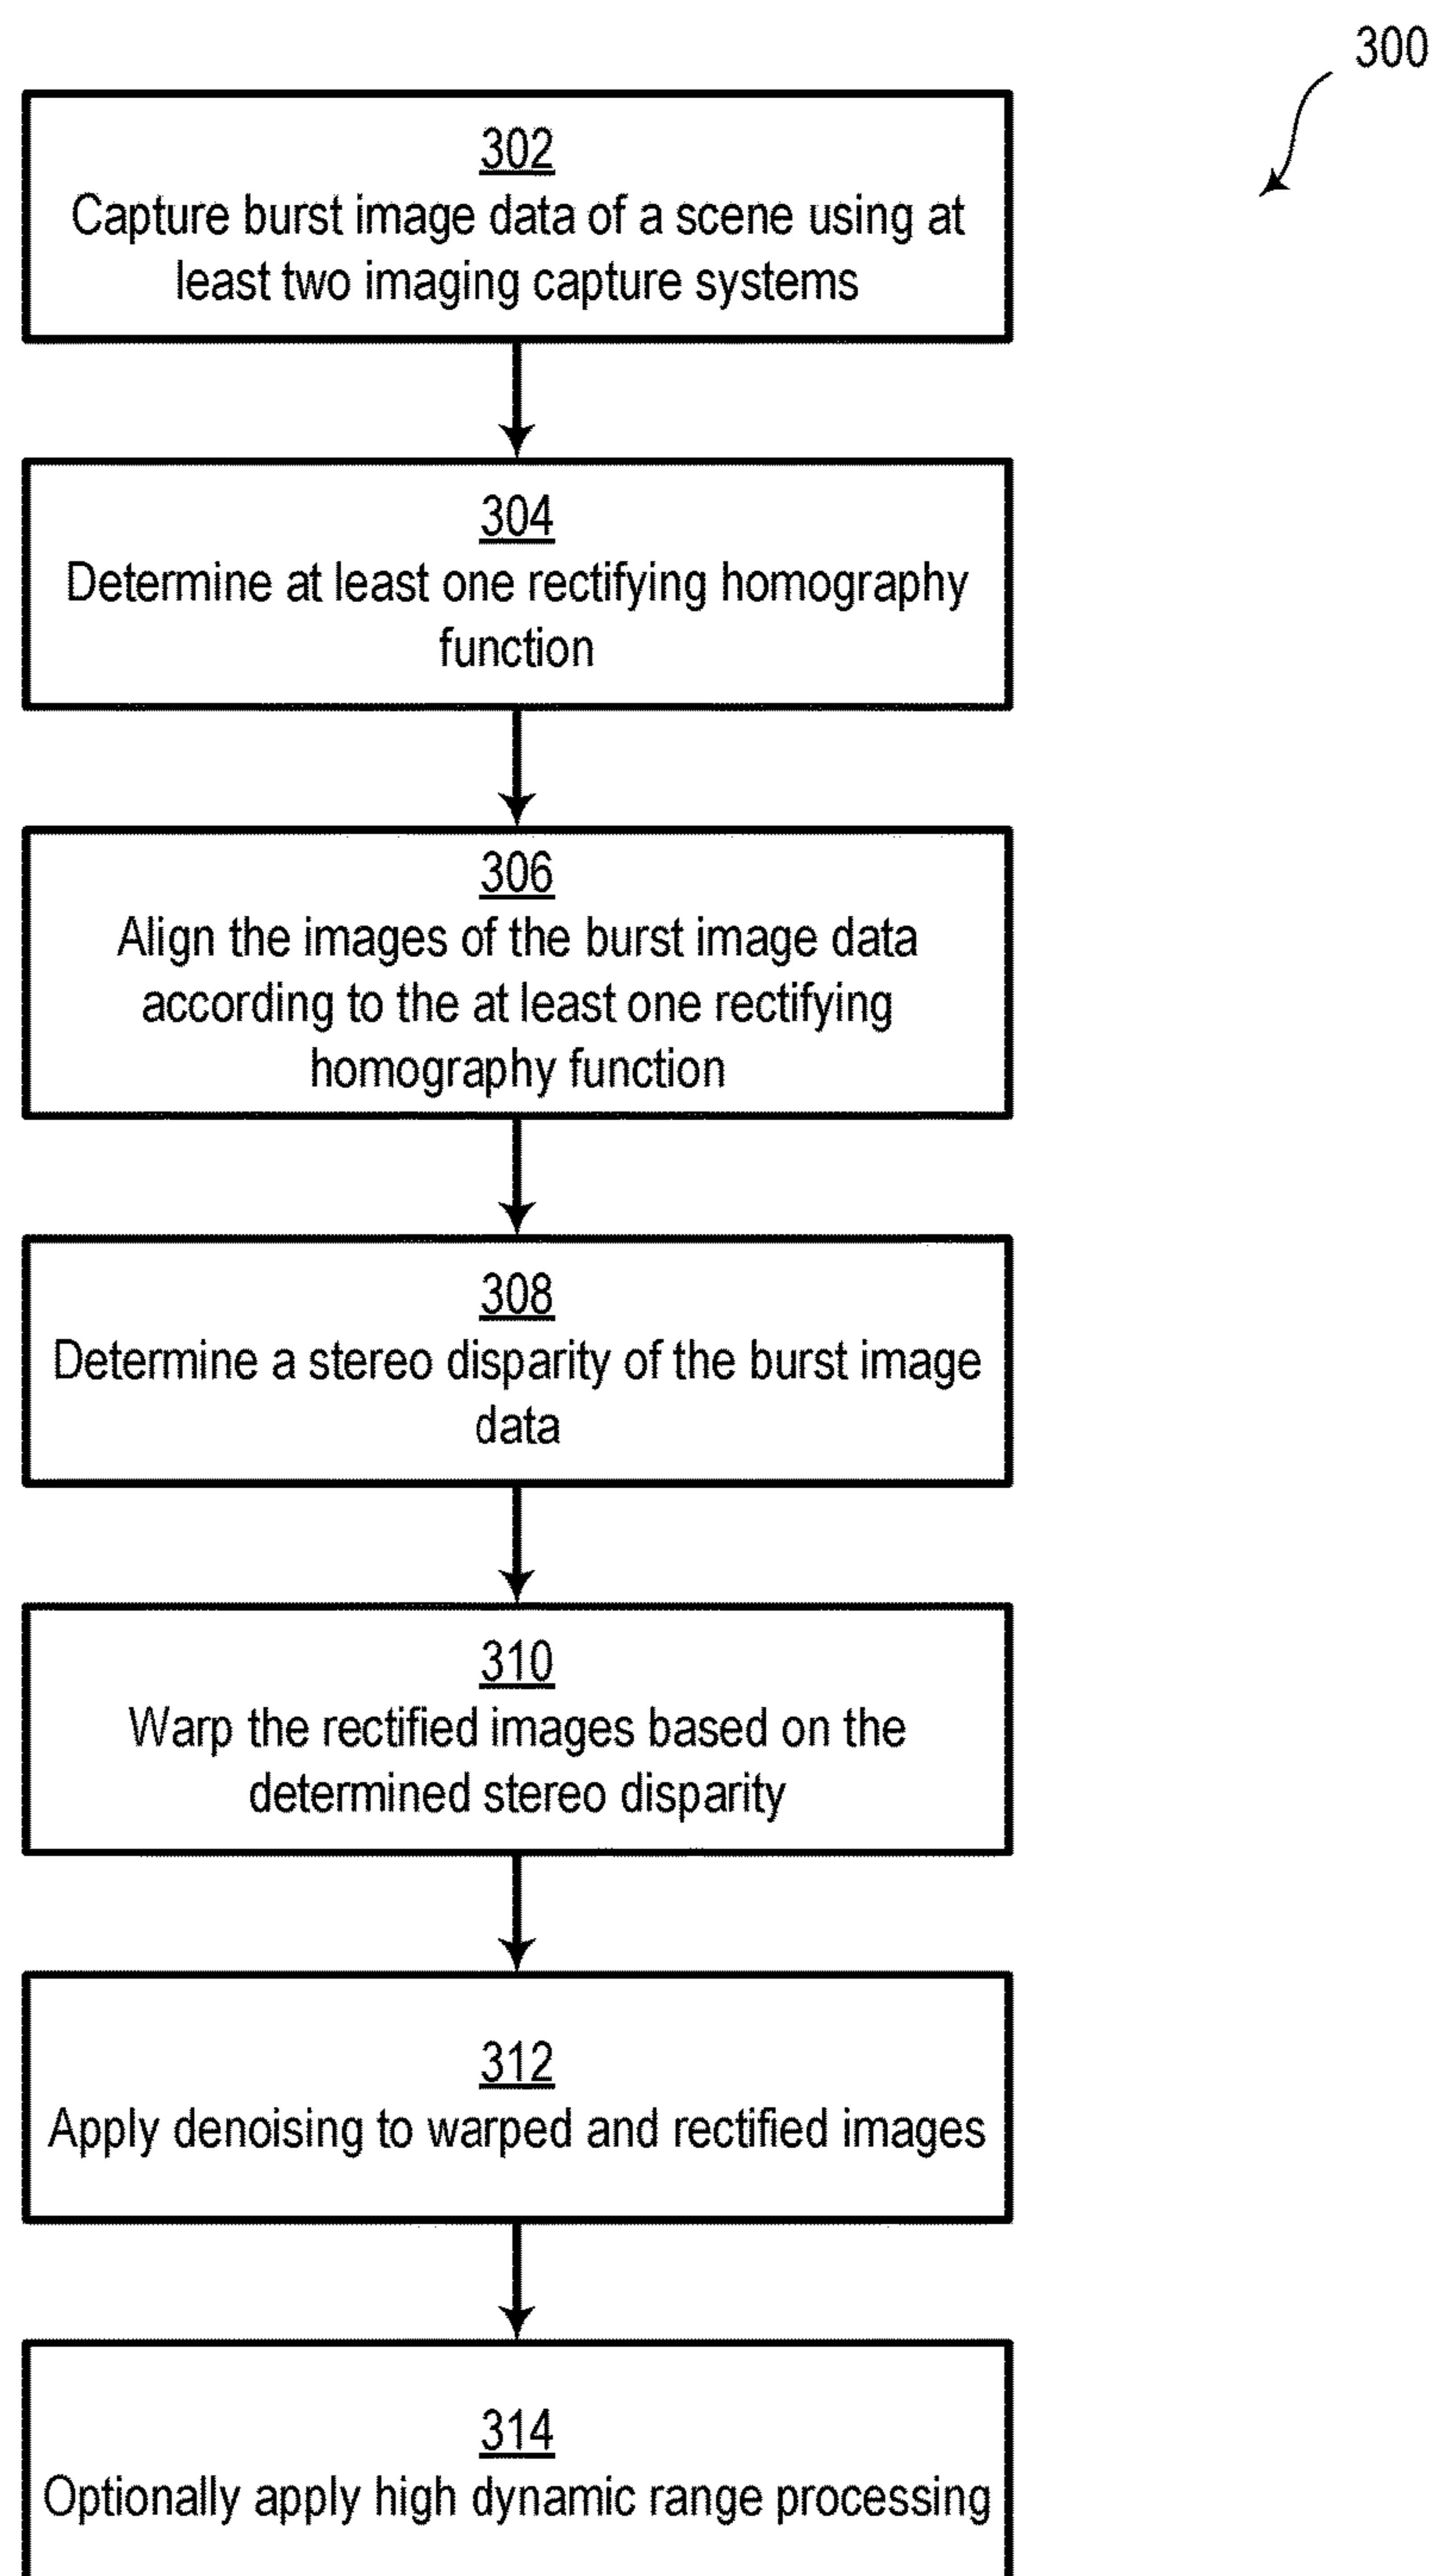 300
302
Capture burst image data of a scene using at
least two imaging capture systems
304
Determine at least one rectifying homography
function
306
Align the images of the burst image data
according to the at least one rectifying
homography function
308
Determine a stereo disparity of the burst image
data
310
Warp the rectified images based on the
determined stereo disparity
312
Apply denoising to warped and rectified images
314
Optionally apply high dynamic range processing